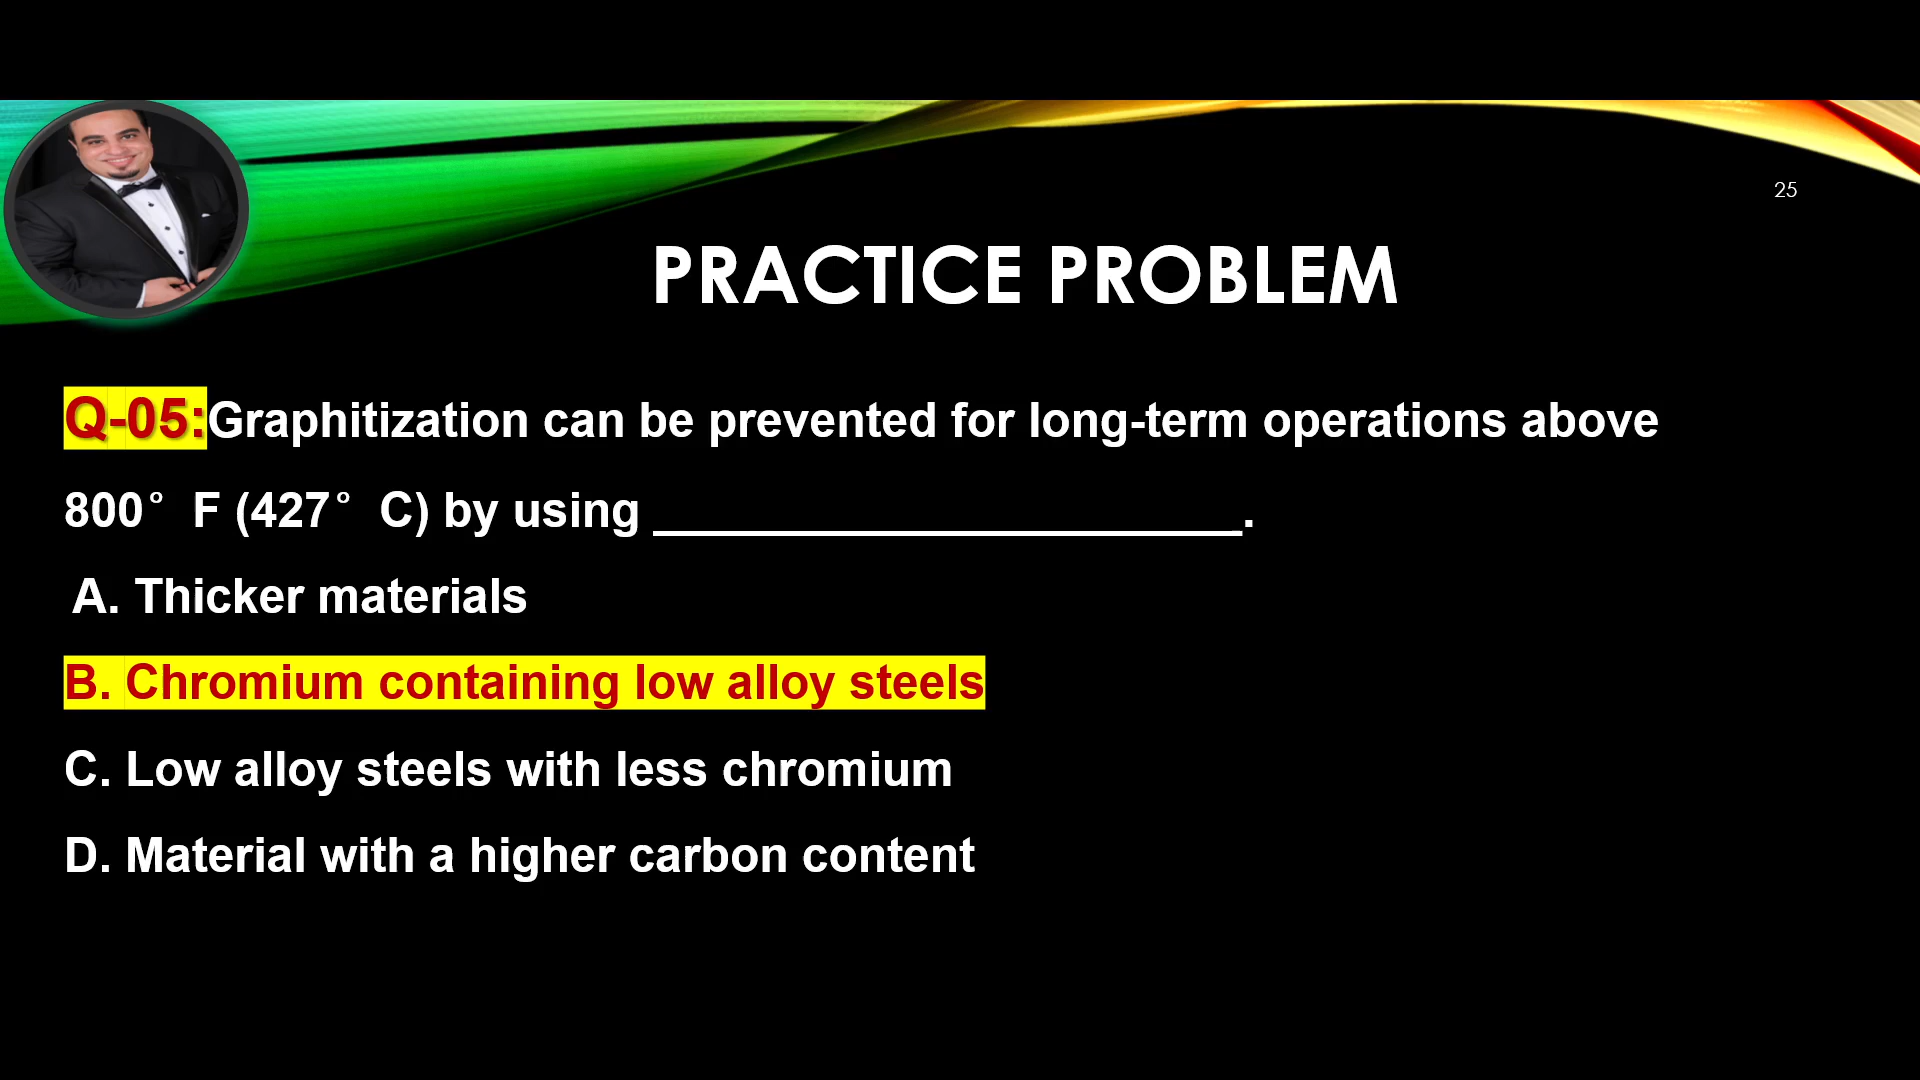 25
PRACTICE PROBLEM
Q-05:Graphitization can be prevented for long-term operations above
800° F (427° C) by using ______________________.
A. Thicker materials
B. Chromium containing low alloy steels
C. Low alloy steels with less chromium
D. Material with a higher carbon content